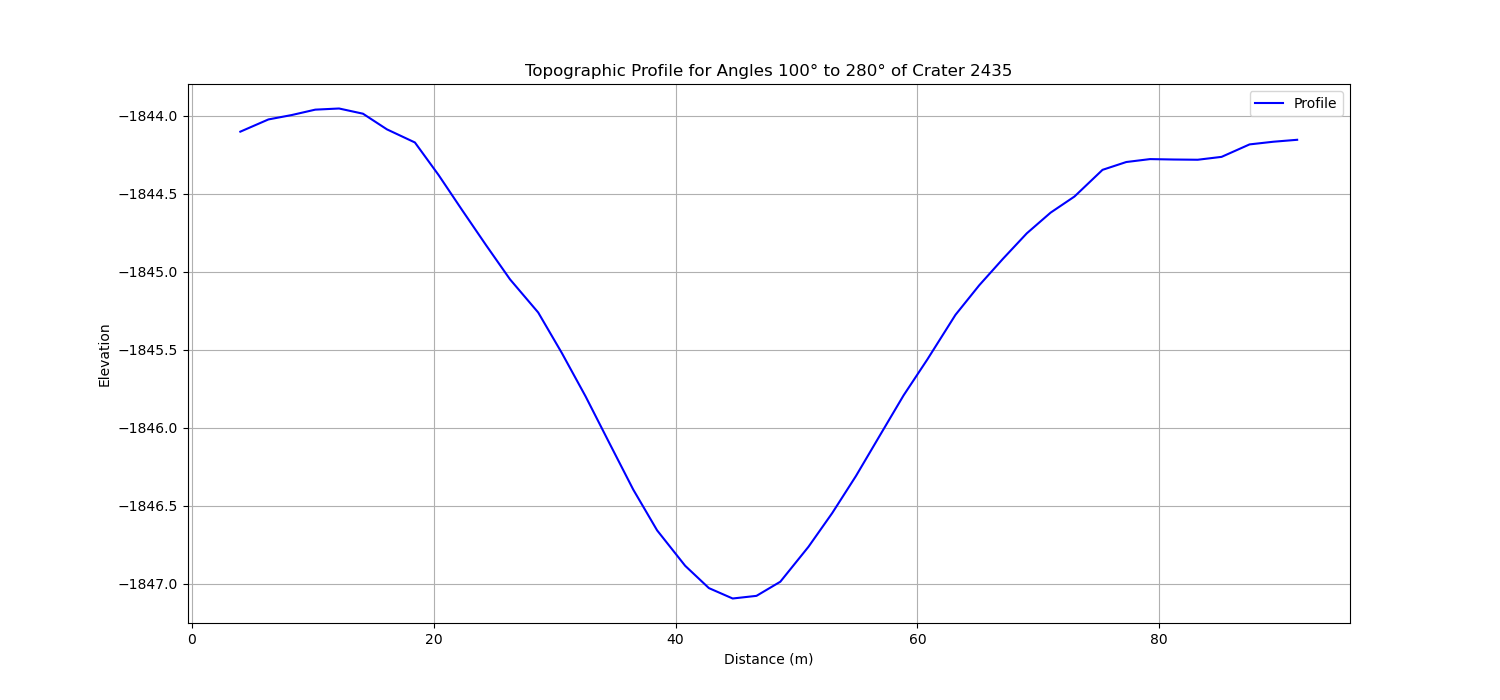 Topographic Profile for Angles 100° to 280° of Crater 2435
Profile
−1844.0
−1844.5
−1845.0
−1845.5
−1846.0
−1846.5
−1847.0
Elevation
0 20 40 60 80
Distance (m)